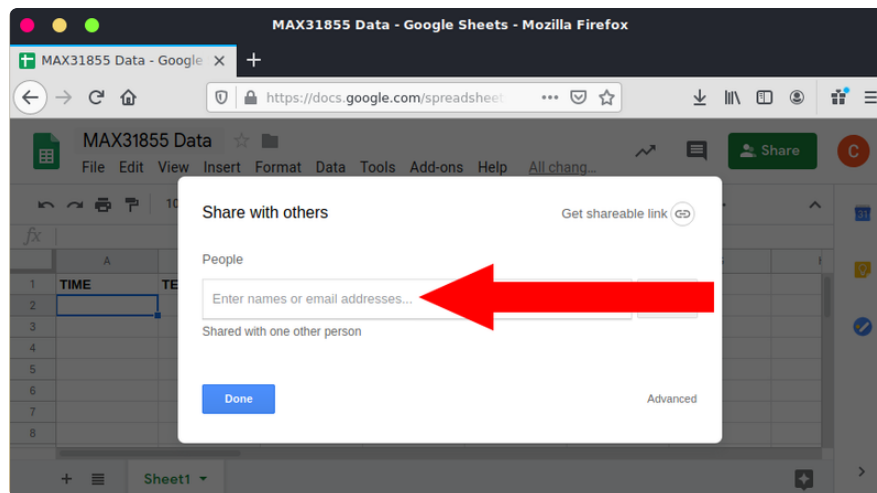 MAX31855 Data - Google Sheets - Mozilla Firefox
MAX31855 Data - Google
https://docs.google.com/spreadsheet
MAX31855 Data
Share
C
File Edit View Insert Format Data Tools Add-ons Help All chang...
10
Share with others
Get shareable link
31
fx
People
A
1 TIME TE
Enter names or email addresses...
2
3
Shared with one other person
4
5
6
Done
Advanced
7
8
+ Sheet1